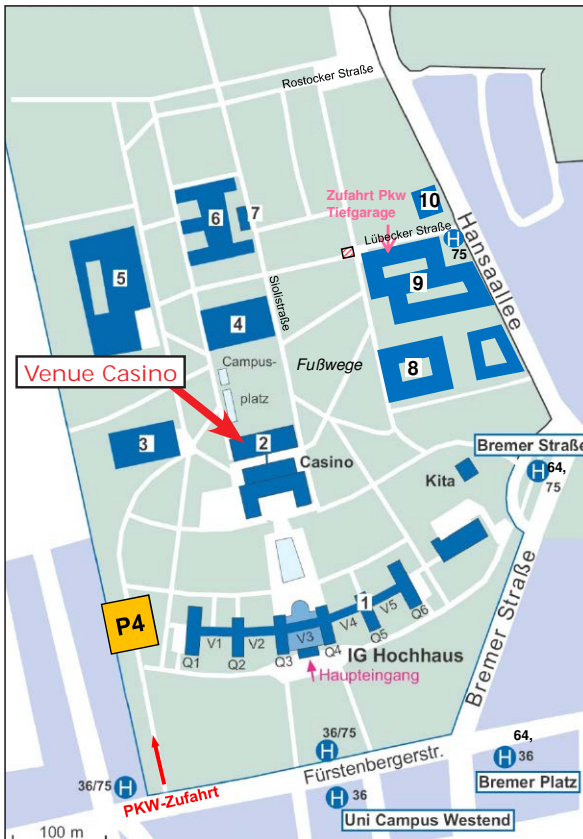 Rostocker Straße
Zufahrt Pkw
Tiefgarage
10
6
7
Lübecker Straße
H
75
Hansaallee
5
9
Siolistraße
4
Fußwege
8
Campus-
platz
Venue Casino
3
2
Casino
Bremer Straße
H
64,
75
Kita
P4
1
V1
V2
V3
V4
V5
Q1
Q2
Q3
Q4
Q5
Q6
IG Hochhaus
Haupteingang
Bremer Straße
36/75
H
64,
H
36
Fürstenbergerstr.
Bremer Platz
36/75
H
PKW-Zufahrt
H
36
Uni Campus Westend
100 m